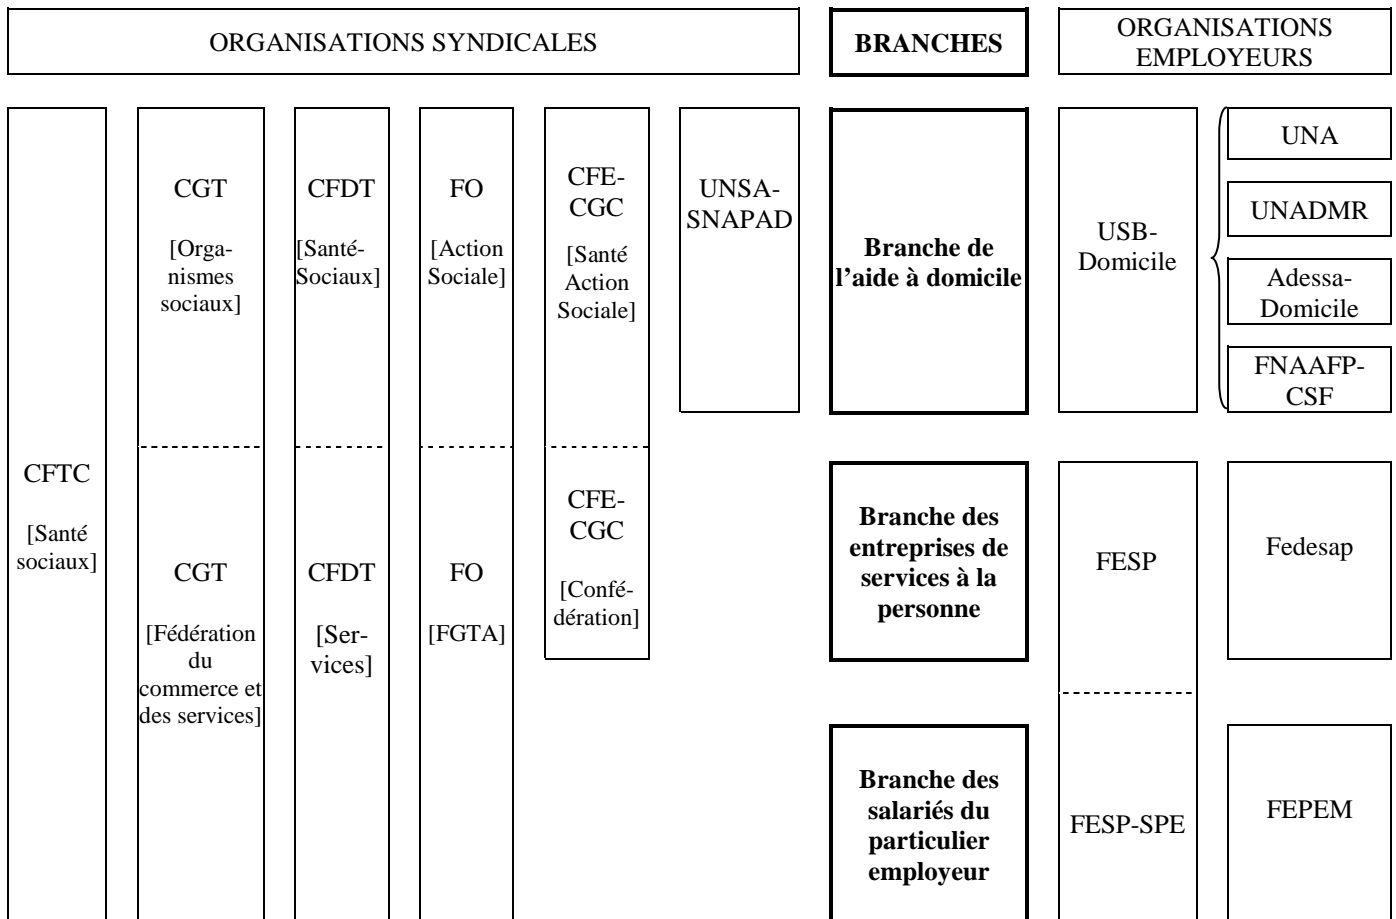 ORGANISATIONS SYNDICALES
BRANCHES
ORGANISATIONS
EMPLOYEURS
CFTC
[Santé
sociaux]
CGT
[Orga-
nismes
sociaux]
CGT
[Fédération
du
commerce et
des services]
CFDT
[Santé-
Sociaux]
CFDT
[Ser-
vices]
FO
[Action
Sociale]
FO
[FGTA]
CFE-
CGC
[Santé
Action
Sociale]
CFE-
CGC
[Confé-
dération]
UNSA-
SNAPAD
Branche de
l’aide à domicile
Branche des
entreprises de
services à la
personne
Branche des
salariés du
particulier
employeur
USB-
Domicile
FESP
FESP-SPE
UNA
UNADMR
Adessa-
Domicile
FNAAFP-
CSF
Fedesap
FEPEM